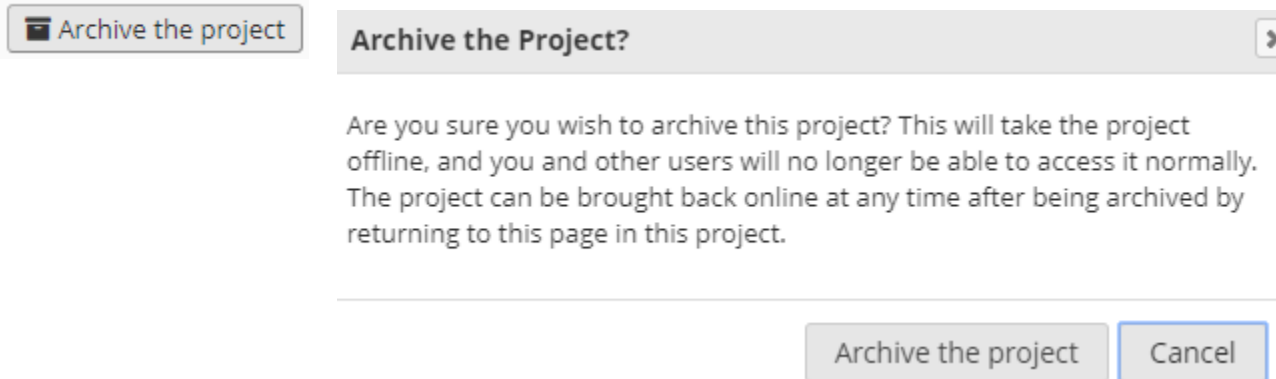 Archive the project
Archive the Project?
Are you sure you wish to archive this project? This will take the project
offline, and you and other users will no longer be able to access it normally.
The project can be brought back online at any time after being archived by
returning to this page in this project.
Archive the project
Cancel